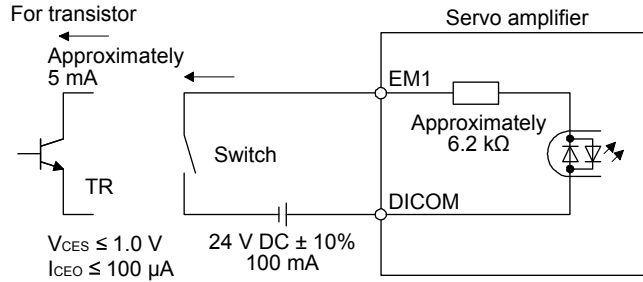 For transistor
Servo amplifier
Approximately
5 mA
EM1
Approximately
6.2 kΩ
Switch
TR
DICOM
VCES ≤ 1.0 V
ICEO ≤ 100 µA
24 V DC ± 10%
100 mA